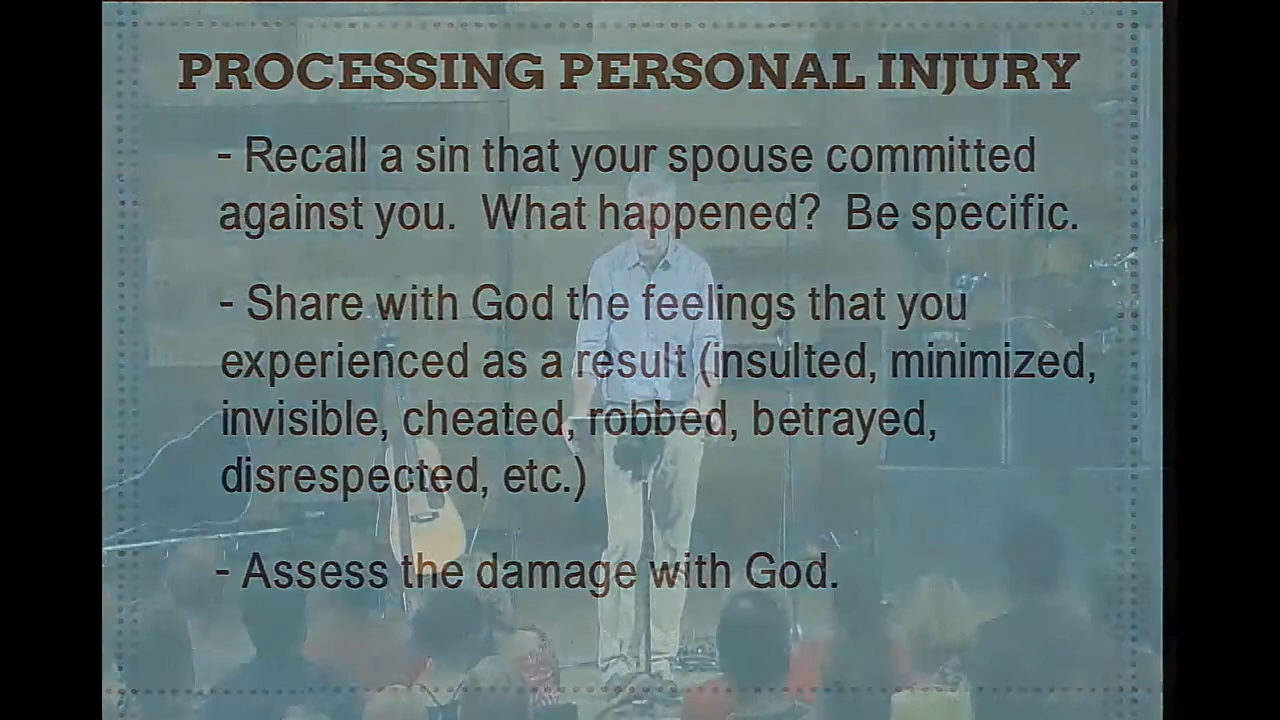 PROCESSING PERSONAL INJURY
- Recall a sin that your spouse committed
against you. What happened? Be specific.
- Share with God the feelings that you
experienced as a result (insulted, minimized,
invisible, cheated, robbed, betrayed,
disrespected, etc.)
- Assess the damage with God.